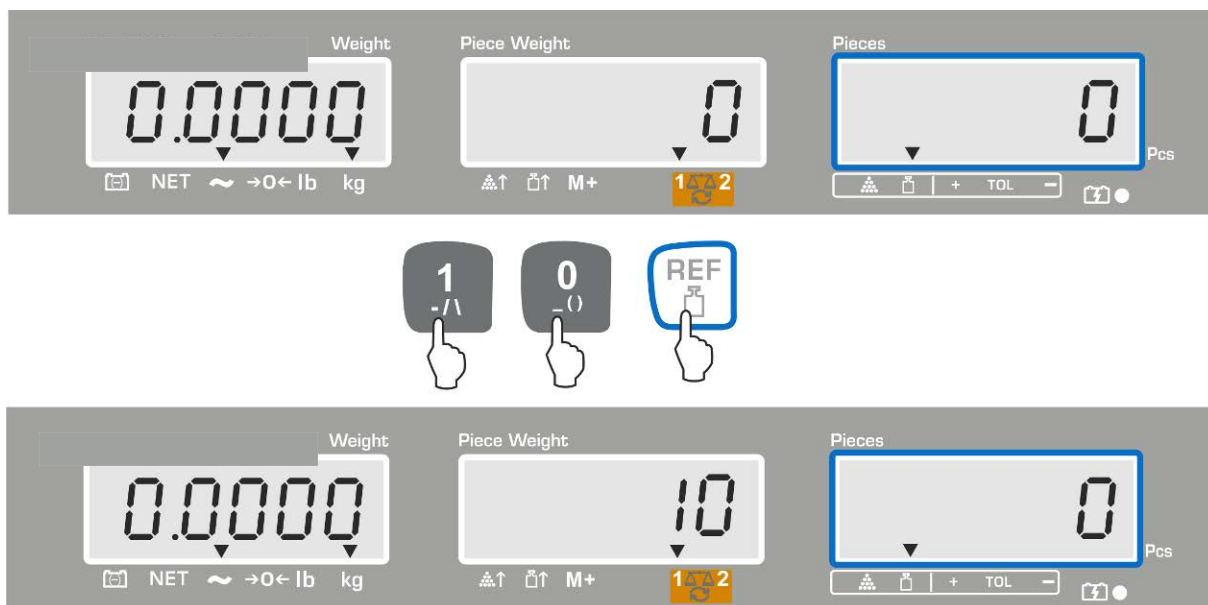 Weight Piece Weight Pieces
0.0000 0 0
Pcs
NET ~ →0← lb kg ↑ ↑ M+ 1 2 + TOL −
1 0 REF
-/\ _()
Weight Piece Weight Pieces
0.0000 10 0
Pcs
NET ~ →0← lb kg ↑ ↑ M+ 1 2 + TOL −